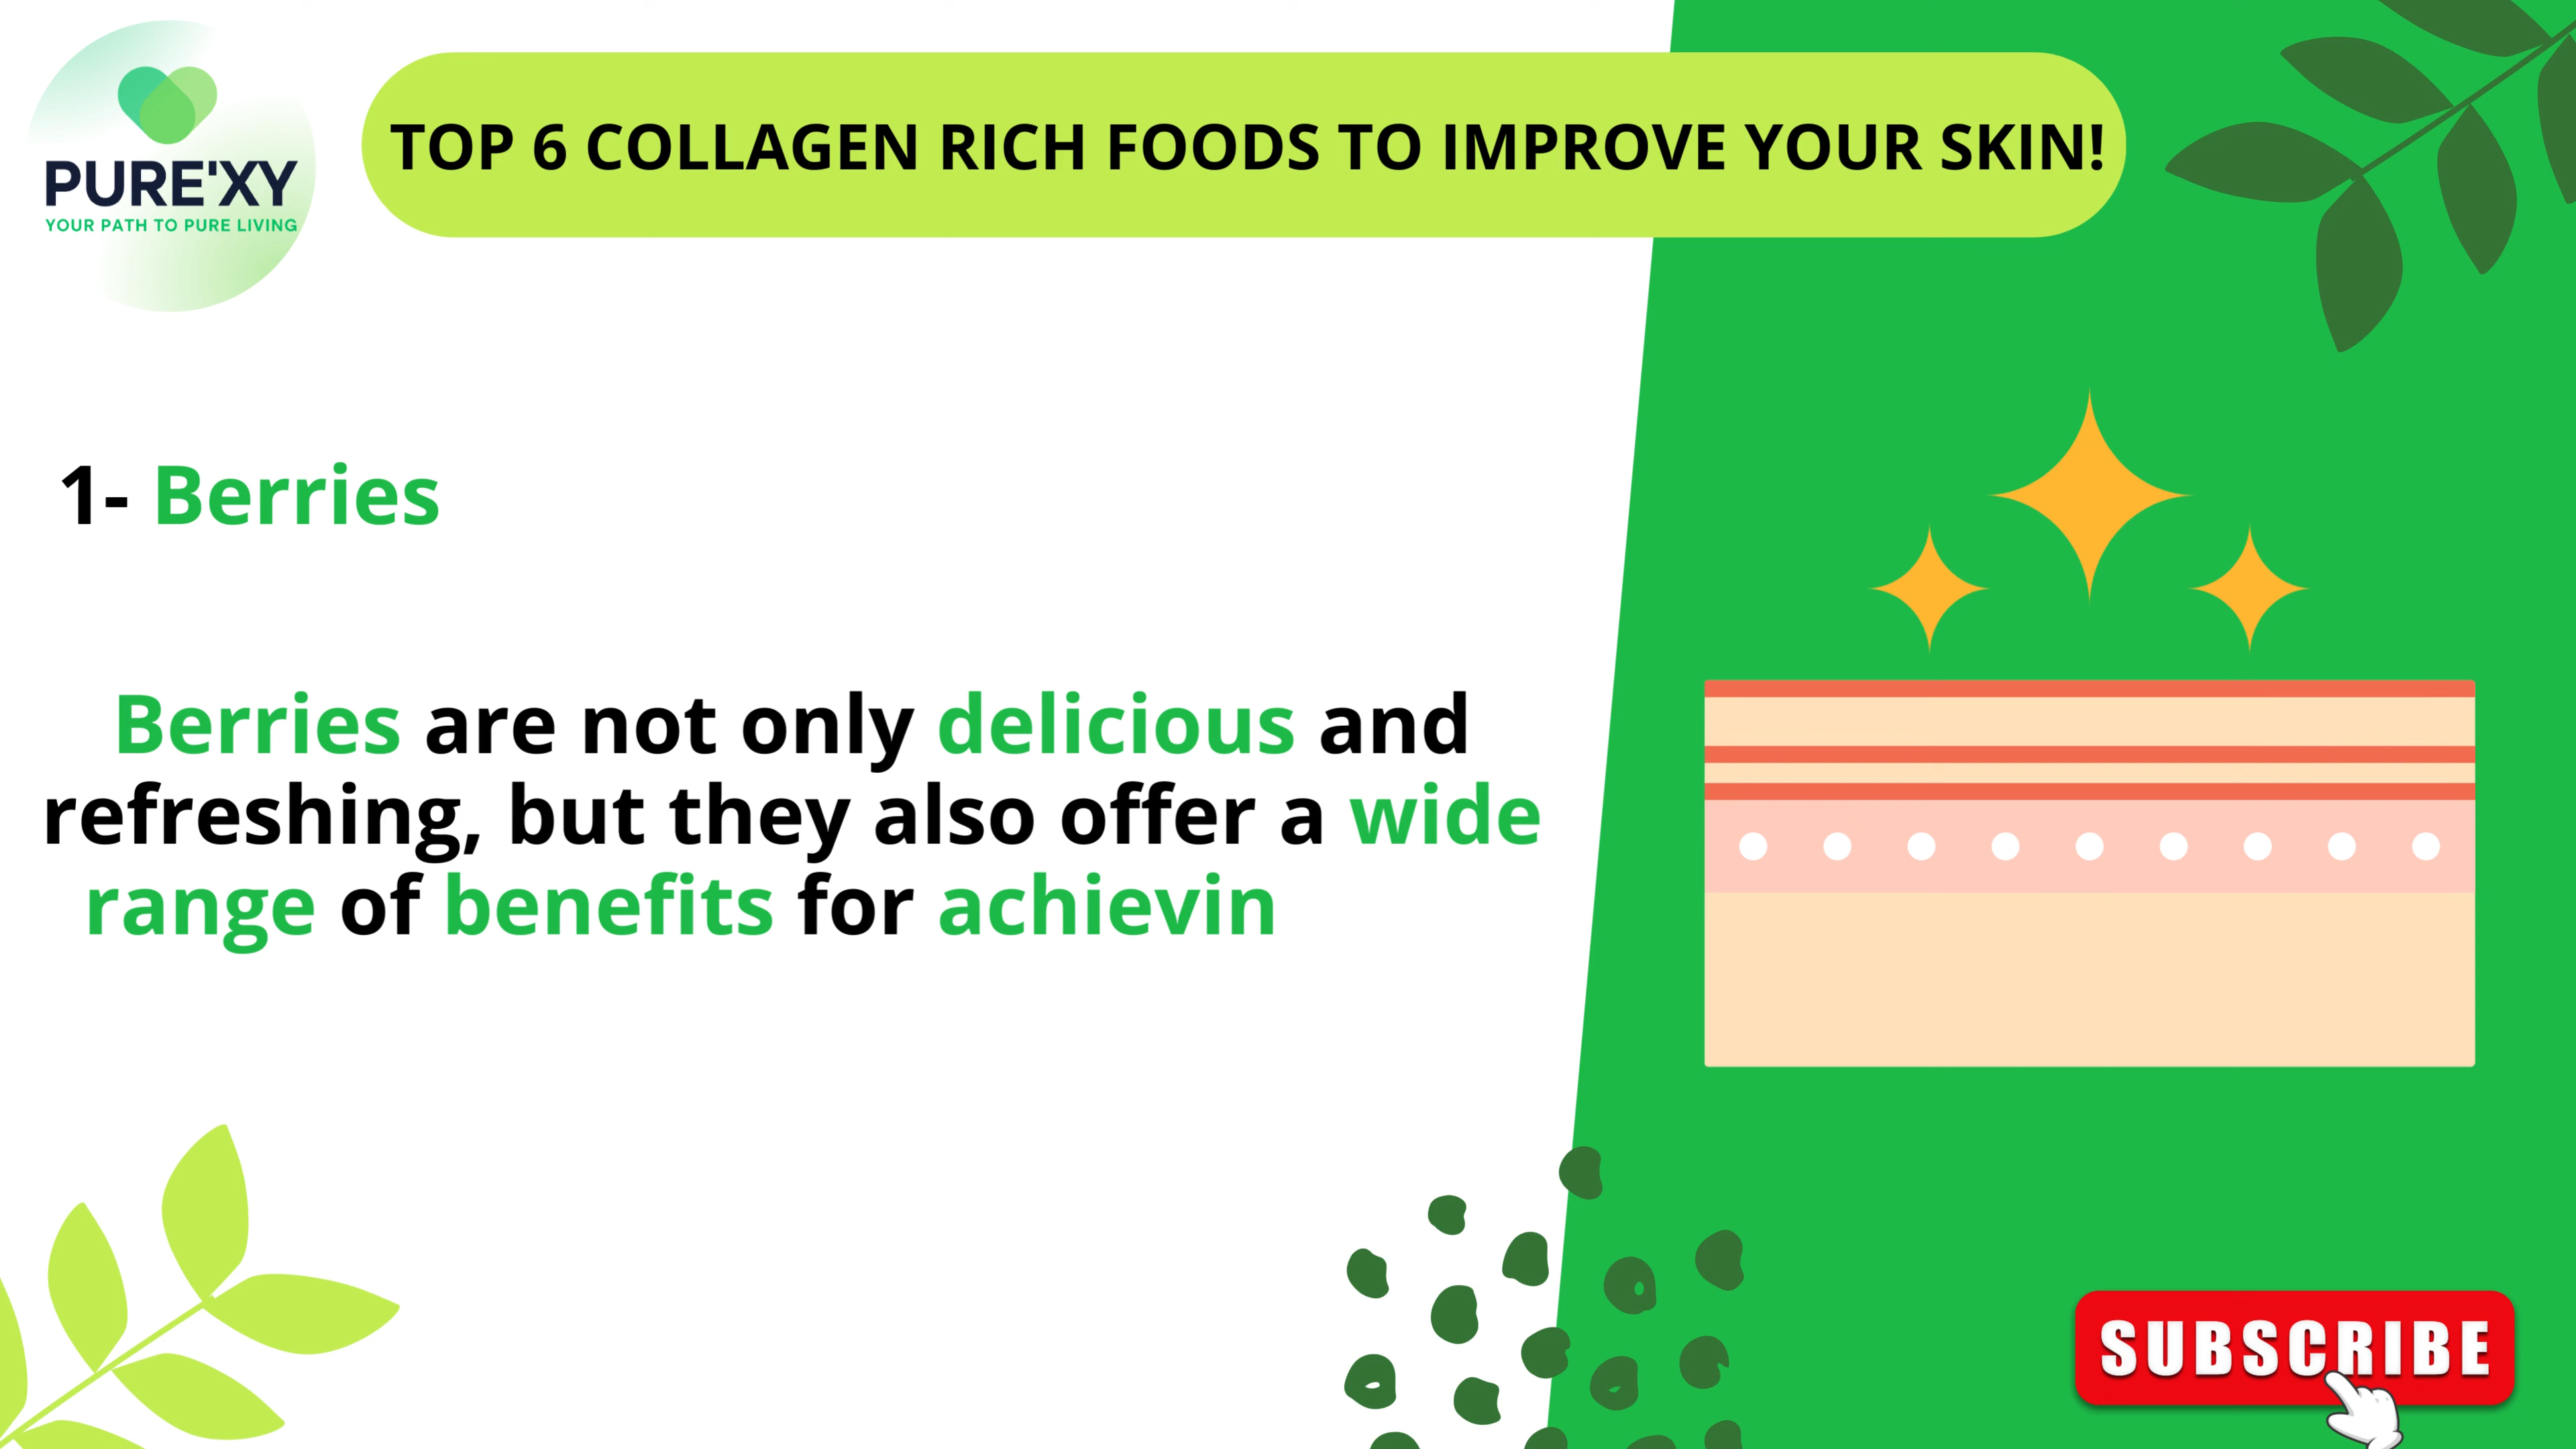 PURE'XY
YOUR PATH TO PURE LIVING
TOP 6 COLLAGEN RICH FOODS TO IMPROVE YOUR SKIN!
1- Berries
Berries are not only delicious and
refreshing, but they also offer a wide
range of benefits for achievin
SUBSCRIBE